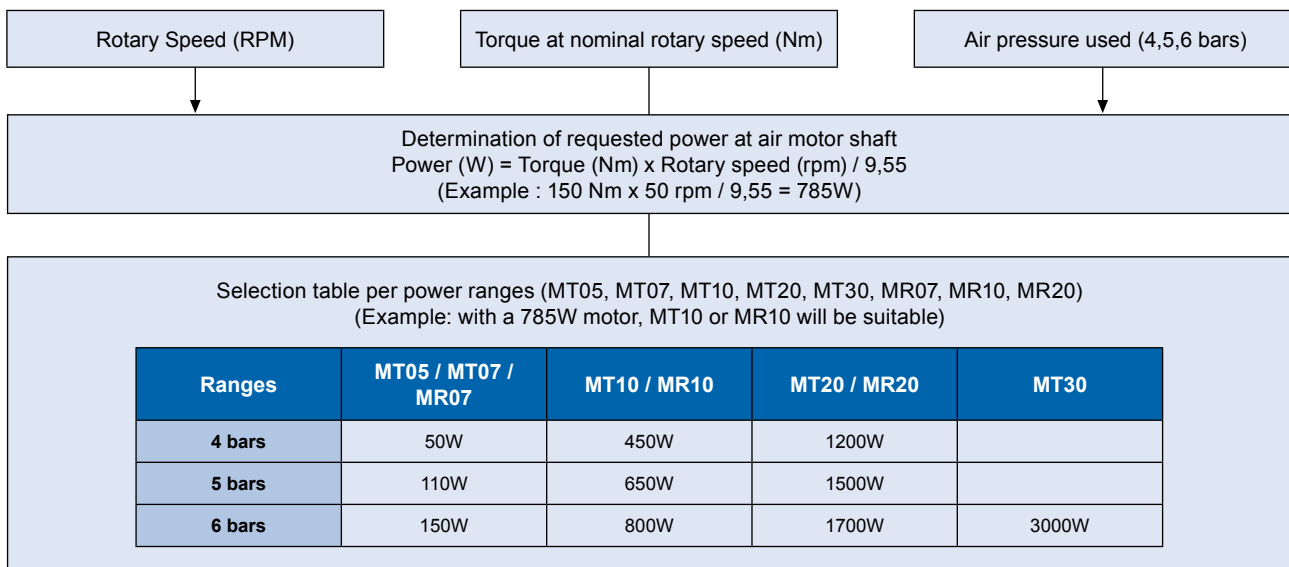 Rotary Speed (RPM)
Torque at nominal rotary speed (Nm)
Air pressure used (4,5,6 bars)
Determination of requested power at air motor shaft
Power (W) = Torque (Nm) x Rotary speed (rpm) / 9,55
(Example : 150 Nm x 50 rpm / 9,55 = 785W)
Selection table per power ranges (MT05, MT07, MT10, MT20, MT30, MR07, MR10, MR20)
(Example: with a 785W motor, MT10 or MR10 will be suitable)
Ranges
MT05 / MT07 /
MR07
MT10 / MR10
MT20 / MR20
MT30
4 bars
50W
450W
1200W
5 bars
110W
650W
1500W
6 bars
150W
800W
1700W
3000W